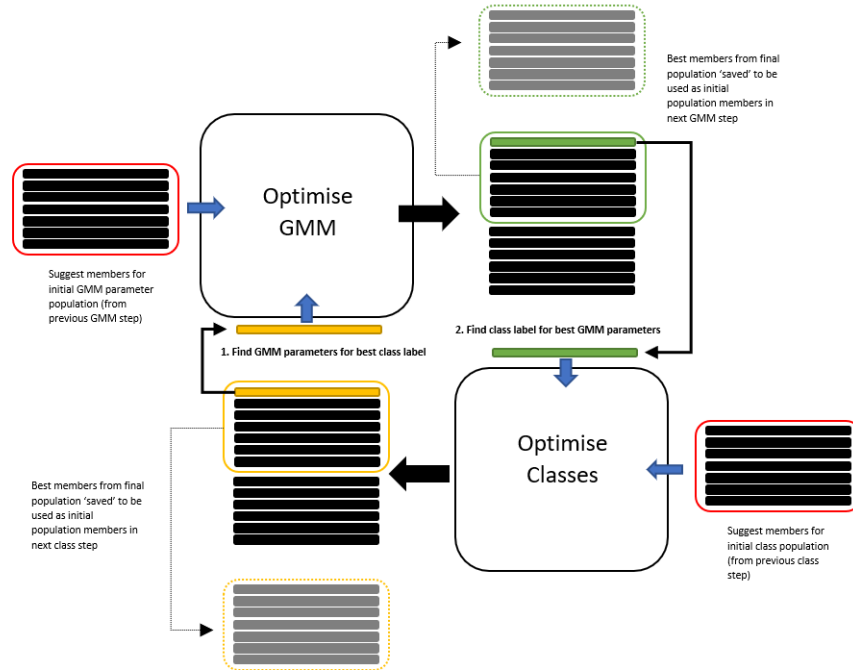 Best members from final
population 'saved' to be
used as initial
population members in
next GMM step
Optimise
GMM
Suggest members for
initial GMM parameter
population (from
previous GMM step)
1. Find GMM parameters for best class label
2. Find class label for best GMM parameters
Optimise
Classes
Best members from final
population 'saved' to be
used as initial
population members in
next class step
Suggest members for
initial class population
(from previous class
step)